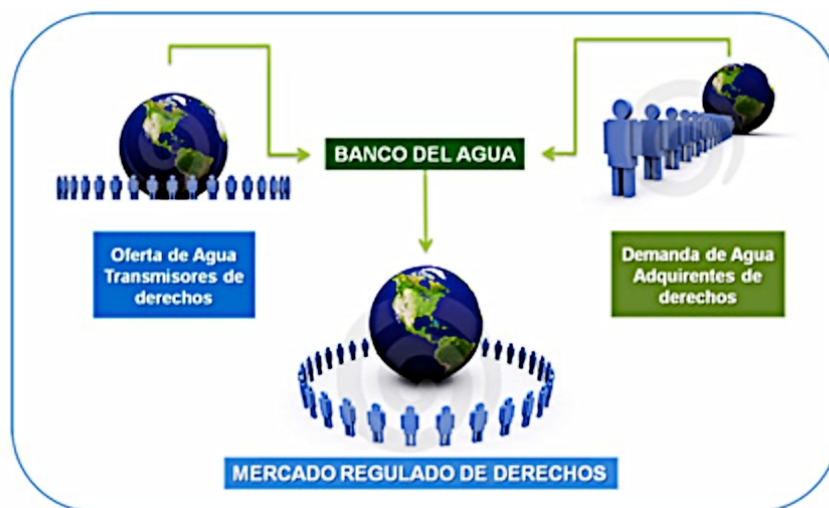 BANCO DEL AGUA
Oferta de Agua
Transmisores de
derechos
Demanda de Agua
Adquirentes de
derechos
MERCADO REGULADO DE DERECHOS